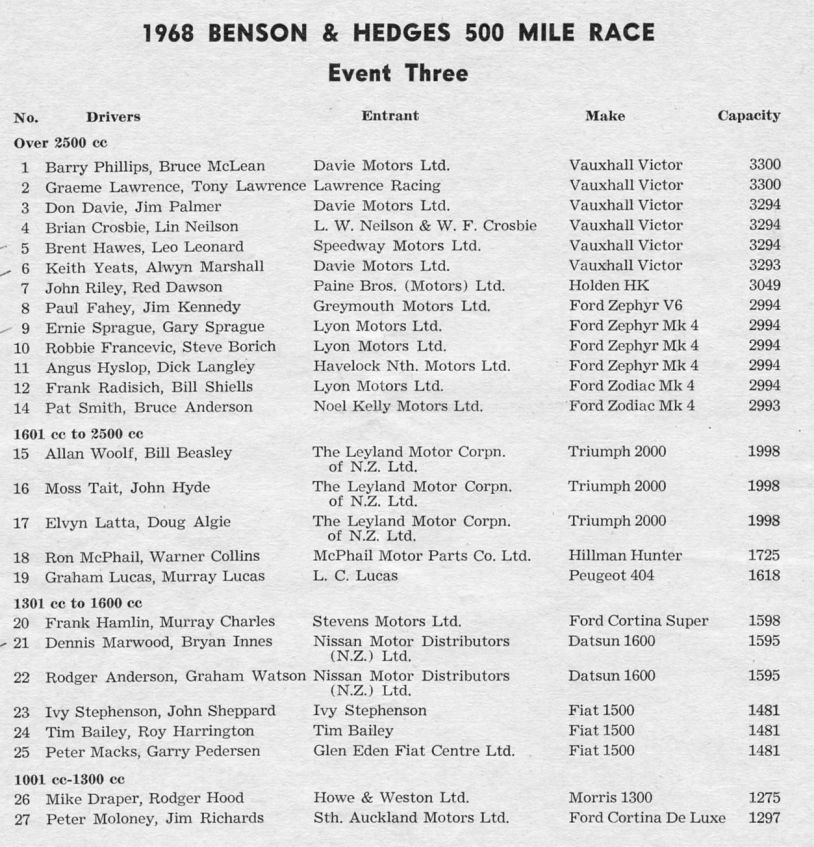 1968 BENSON & HEDGES 500 MILE RACE
Event Three
No. Drivers Entrant Make Capacity
Over 2500 cc
1 Barry Phillips, Bruce McLean Davie Motors Ltd. Vauxhall Victor 3300
2 Graeme Lawrence, Tony Lawrence Lawrence Racing Vauxhall Victor 3300
3 Don Davie, Jim Palmer Davie Motors Ltd. Vauxhall Victor 3294
4 Brian Crosbie, Lin Neilson L. W. Neilson & W. F. Crosbie Vauxhall Victor 3294
5 Brent Hawes, Leo Leonard Speedway Motors Ltd. Vauxhall Victor 3294
6 Keith Yeats, Alwyn Marshall Davie Motors Ltd. Vauxhall Victor 3293
7 John Riley, Red Dawson Paine Bros. (Motors) Ltd. Holden HK 3049
8 Paul Fahey, Jim Kennedy Greymouth Motors Ltd. Ford Zephyr V6 2994
9 Ernie Sprague, Gary Sprague Lyon Motors Ltd. Ford Zephyr Mk 4 2994
10 Robbie Francevic, Steve Borich Lyon Motors Ltd. Ford Zephyr Mk 4 2994
11 Angus Hyslop, Dick Langley Havelock Nth. Motors Ltd. Ford Zephyr Mk 4 2994
12 Frank Radisich, Bill Shiells Lyon Motors Ltd. Ford Zodiac Mk 4 2994
14 Pat Smith, Bruce Anderson Noel Kelly Motors Ltd. Ford Zodiac Mk 4 2993
1601 cc to 2500 cc
15 Allan Woolf, Bill Beasley The Leyland Motor Corpn. Triumph 2000 1998
of N.Z. Ltd.
16 Moss Tait, John Hyde The Leyland Motor Corpn. Triumph 2000 1998
of N.Z. Ltd.
17 Elvyn Latta, Doug Algie The Leyland Motor Corpn. Triumph 2000 1998
of N.Z. Ltd.
18 Ron McPhail, Warner Collins McPhail Motor Parts Co. Ltd. Hillman Hunter 1725
19 Graham Lucas, Murray Lucas L. C. Lucas Peugeot 404 1618
1301 cc to 1600 cc
20 Frank Hamlin, Murray Charles Stevens Motors Ltd. Ford Cortina Super 1598
21 Dennis Marwood, Bryan Innes Nissan Motor Distributors Datsun 1600 1595
(N.Z.) Ltd.
22 Rodger Anderson, Graham Watson Nissan Motor Distributors Datsun 1600 1595
(N.Z.) Ltd.
23 Ivy Stephenson, John Sheppard Ivy Stephenson Fiat 1500 1481
24 Tim Bailey, Roy Harrington Tim Bailey Fiat 1500 1481
25 Peter Macks, Garry Pedersen Glen Eden Fiat Centre Ltd. Fiat 1500 1481
1001 cc-1300 cc
26 Mike Draper, Rodger Hood Howe & Weston Ltd. Morris 1300 1275
27 Peter Moloney, Jim Richards Sth. Auckland Motors Ltd. Ford Cortina De Luxe 1297